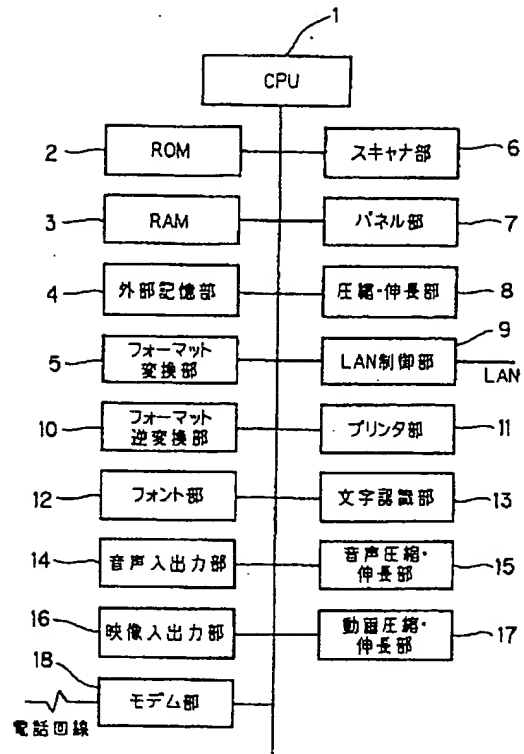 1
CPU
2
ROM
スキャナ部
6
3
RAM
パネル部
7
4
外部記憶部
圧縮・伸長部
8
5
フォーマット
変換部
LAN制御部
9
LAN
10
フォーマット
逆変換部
プリンタ部
11
12
フォント部
文字認識部
13
14
音声入出力部
音声圧縮・
伸長部
15
16
映像入出力部
動画圧縮・
伸長部
17
18
モデム部
電話回線